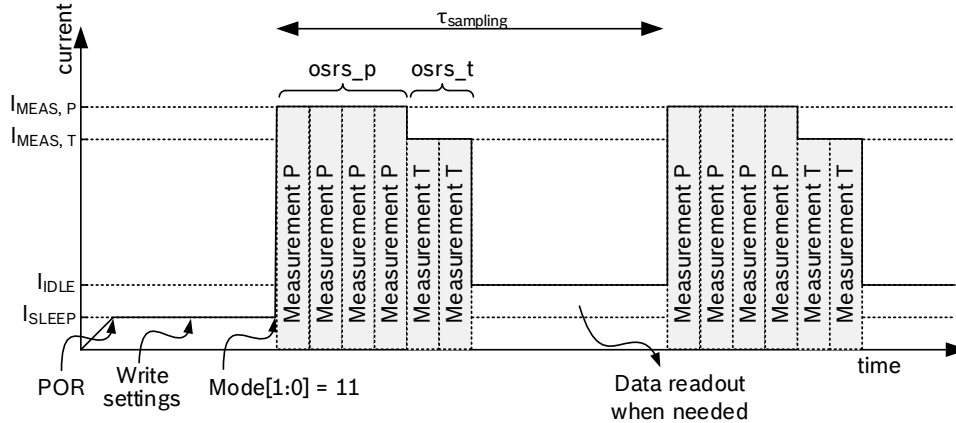 τsampling
current
osrs_p
osrs_t
IMEAS, P
IMEAS, T
Measurement P
Measurement P
Measurement P
Measurement P
Measurement T
Measurement T
Measurement P
Measurement P
Measurement P
Measurement P
Measurement T
Measurement T
IIDLE
ISLEEP
time
POR
Write
settings
Mode[1:0] = 11
Data readout
when needed